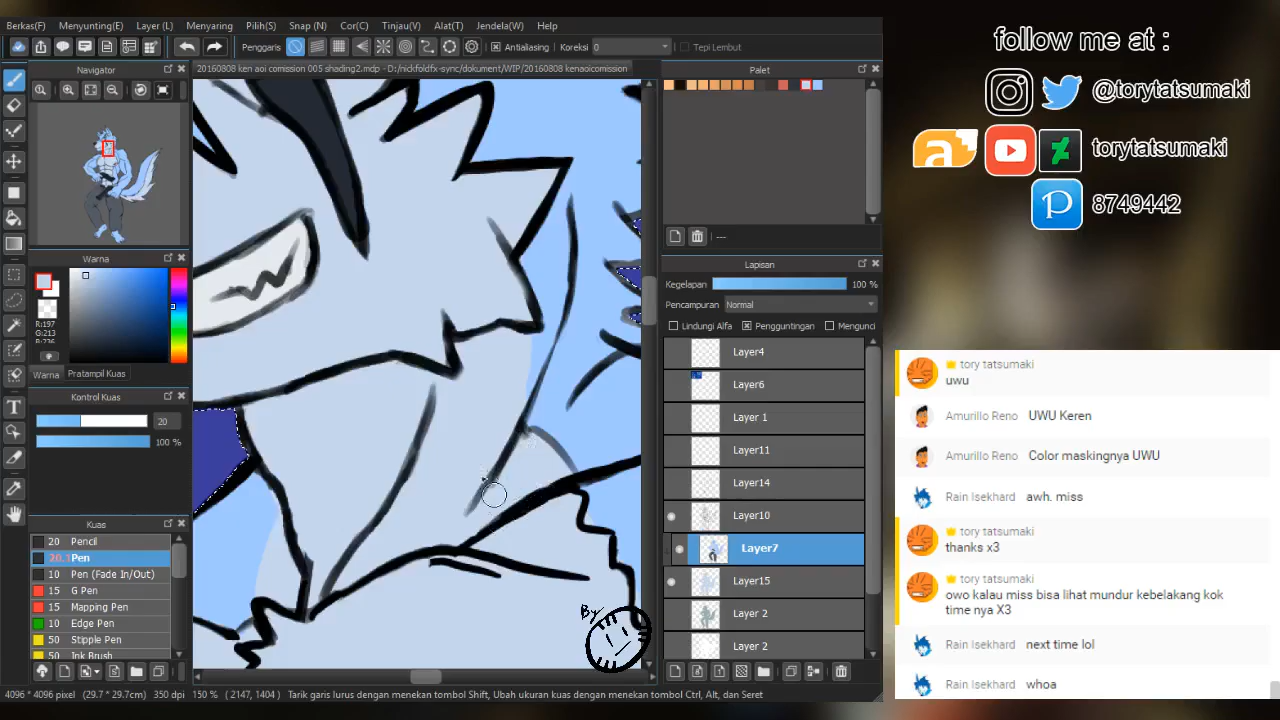 Berkas(F) Menyunting(E) Layer (L) Menyaring Pilih(S) Snap (N) Cor(C) Tinjau(V) Alat(T) Jendela(W) Help
Penggaris Antialiasing Koreksi 0 Tepi Lembut
Navigator
20160808 ken aoi comission 005 shading2.mdp - D:/nickfoldfx-sync/dokument/WIP/20160808 kenaoicomission
Palet
---
Warna
R:197
G:213
B:236
Warna Pratampil Kuas
Kontrol Kuas
20
100 %
Kuas
20 Pencil
20.1 Pen
10 Pen (Fade In/Out)
15 G Pen
15 Mapping Pen
10 Edge Pen
50 Stipple Pen
50 Ink Brush
By
Lapisan
Kegelapan 100 %
Pencampuran Normal
Lindungi Alfa Pengguntingan Mengunci
Layer4
Layer6
Layer 1
Layer11
Layer14
Layer10
Layer7
Layer15
Layer 2
Layer 2
4096 * 4096 pixel (29.7 * 29.7cm) 350 dpi 150 % ( 2147, 1404 ) Tarik garis lurus dengan menekan tombol Shift, Ubah ukuran kuas dengan menekan tombol Ctrl, Alt, dan Seret
follow me at :
@torytatsumaki
torytatsumaki
8749442
tory tatsumaki
uwu
Amurillo Reno UWU Keren
Amurillo Reno Color maskingnya UWU
Rain Isekhard awh. miss
tory tatsumaki
thanks x3
tory tatsumaki
owo kalau miss bisa lihat mundur kebelakang kok
time nya X3
Rain Isekhard next time lol
Rain Isekhard whoa